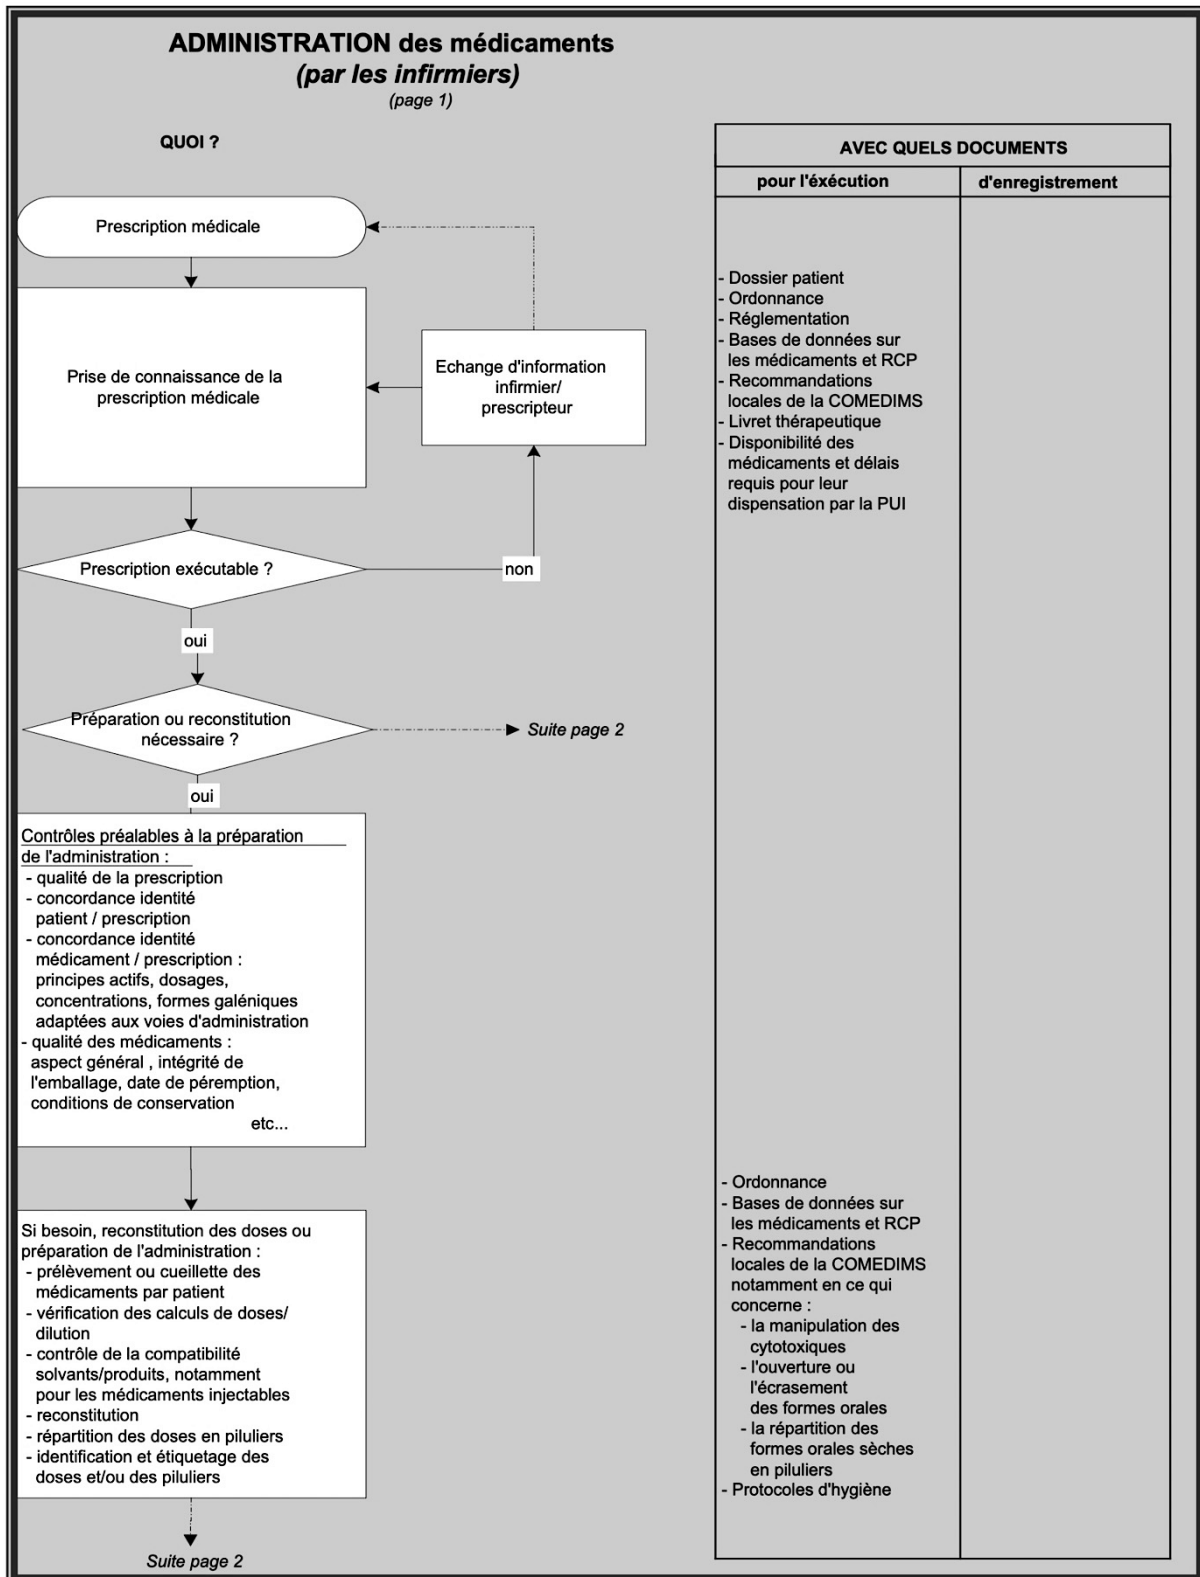 ADMINISTRATION des médicaments
(par les infirmiers)
(page 1)
QUOI ?
AVEC QUELS DOCUMENTS
pour l'éxécution
d'enregistrement
Prescription médicale
Prise de connaissance de la
prescription médicale
Echange d'information
infirmier/
prescripteur
- Dossier patient
- Ordonnance
- Réglementation
- Bases de données sur
les médicaments et RCP
- Recommandations
locales de la COMEDIMS
- Livret thérapeutique
- Disponibilité des
médicaments et délais
requis pour leur
dispensation par la PUI
Prescription exécutable ?
non
oui
Préparation ou reconstitution
nécessaire ?
Suite page 2
oui
Contrôles préalables à la préparation
de l'administration :
- qualité de la prescription
- concordance identité
patient / prescription
- concordance identité
médicament / prescription :
principes actifs, dosages,
concentrations, formes galéniques
adaptées aux voies d'administration
- qualité des médicaments :
aspect général , intégrité de
l'emballage, date de péremption,
conditions de conservation
etc...
Si besoin, reconstitution des doses ou
préparation de l'administration :
- prélèvement ou cueillette des
médicaments par patient
- vérification des calculs de doses/
dilution
- contrôle de la compatibilité
solvants/produits, notamment
pour les médicaments injectables
- reconstitution
- répartition des doses en piluliers
- identification et étiquetage des
doses et/ou des piluliers
- Ordonnance
- Bases de données sur
les médicaments et RCP
- Recommandations
locales de la COMEDIMS
notamment en ce qui
concerne :
- la manipulation des
cytotoxiques
- l'ouverture ou
l'écrasement
des formes orales
- la répartition des
formes orales sèches
en piluliers
- Protocoles d'hygiène
Suite page 2